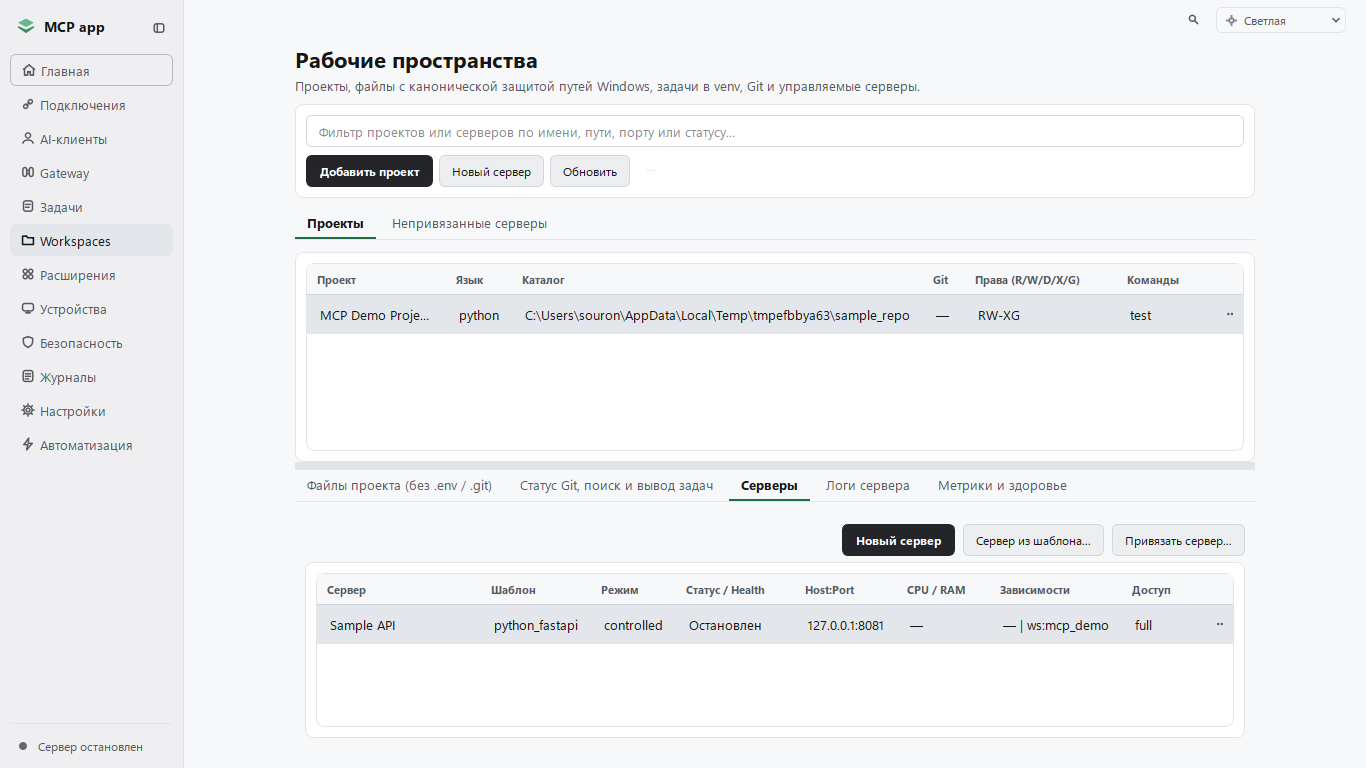 MCP app
Светлая
Главная
Подключения
AI-клиенты
Gateway
Задачи
Workspaces
Расширения
Устройства
Безопасность
Журналы
Настройки
Автоматизация
Сервер остановлен
Рабочие пространства
Проекты, файлы с канонической защитой путей Windows, задачи в venv, Git и управляемые серверы.
Фильтр проектов или серверов по имени, пути, порту или статусу...
Добавить проект Новый сервер Обновить ...
Проекты Непривязанные серверы
Проект Язык Каталог Git Права (R/W/D/X/G) Команды
MCP Demo Proje... python C:\Users\souron\AppData\Local\Temp\tmpefbbya63\sample_repo — RW-XG test ..
Файлы проекта (без .env / .git) Статус Git, поиск и вывод задач Серверы Логи сервера Метрики и здоровье
Новый сервер Сервер из шаблона... Привязать сервер...
Сервер Шаблон Режим Статус / Health Host:Port CPU / RAM Зависимости Доступ
Sample API python_fastapi controlled Остановлен 127.0.0.1:8081 — — | ws:mcp_demo full ..